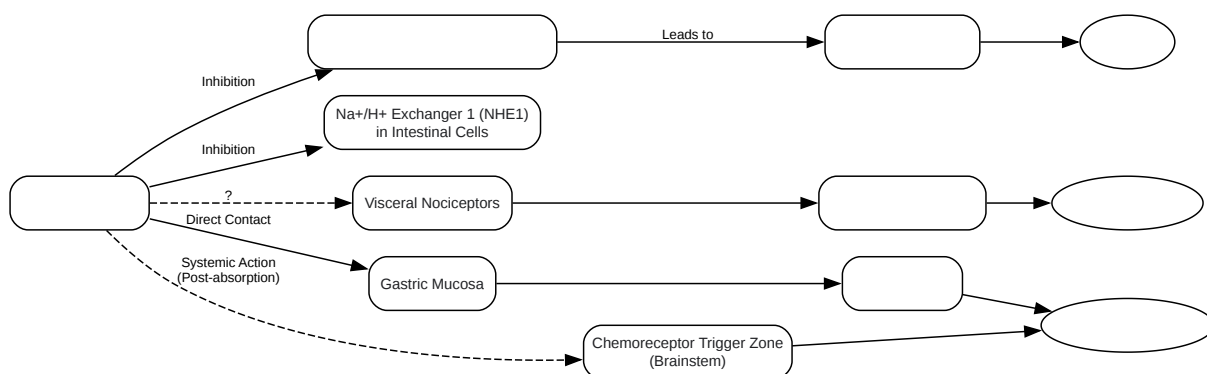 Leads to
Inhibition
Na+/H+ Exchanger 1 (NHE1)
in Intestinal Cells
Inhibition
?
Visceral Nociceptors
Direct Contact
Systemic Action
(Post-absorption)
Gastric Mucosa
Chemoreceptor Trigger Zone
(Brainstem)